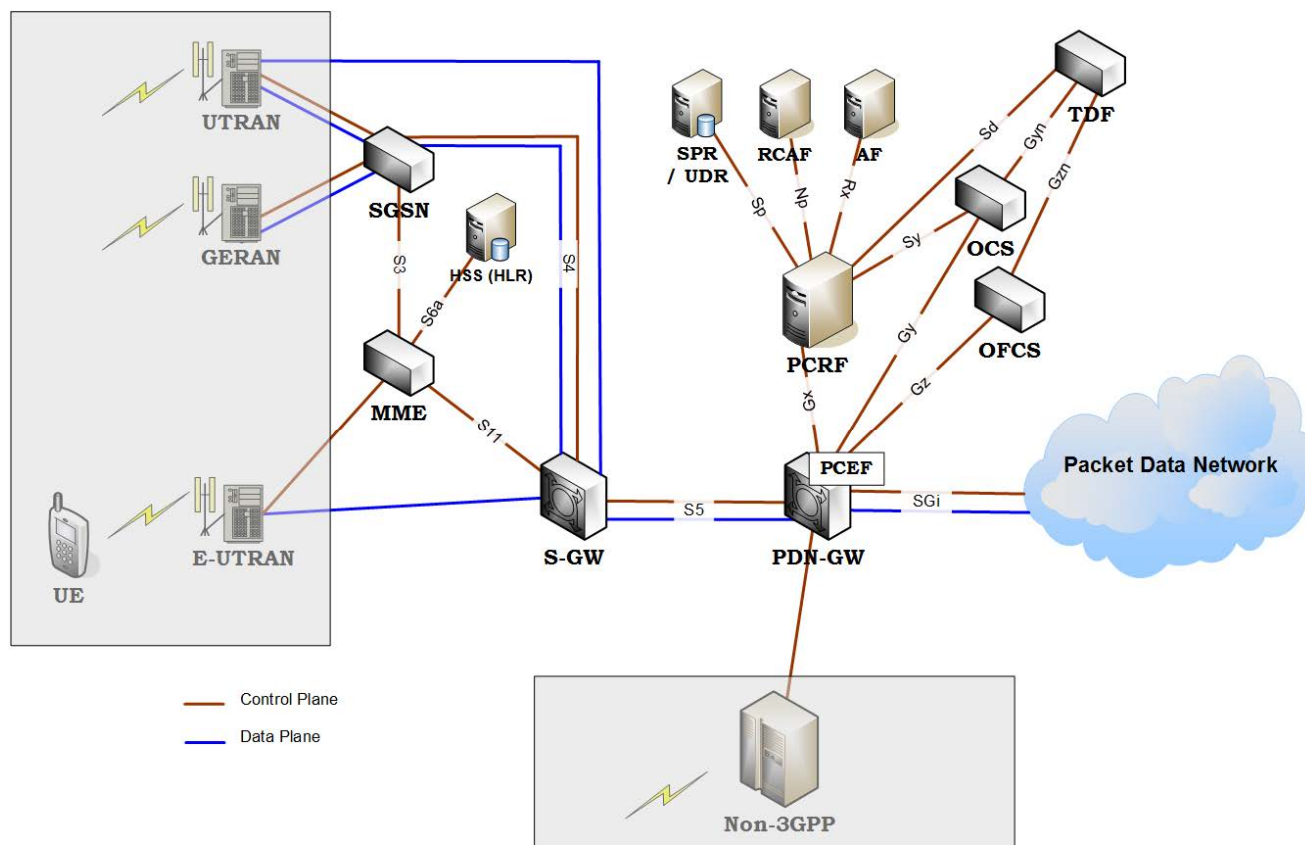 UTRAN
GERAN
UE
E-UTRAN
SGSN
HSS (HLR)
S3
S6a
S4
MME
S11
S-GW
SPR
/ UDR
RCAF
AF
TDF
Sp
Np
Rx
Sd
Gyn
Gzn
Sy
OCS
OFCS
PCRF
Gx
Gy
Gz
PCEF
S5
PDN-GW
SGi
Packet Data Network
Control Plane
Data Plane
Non-3GPP